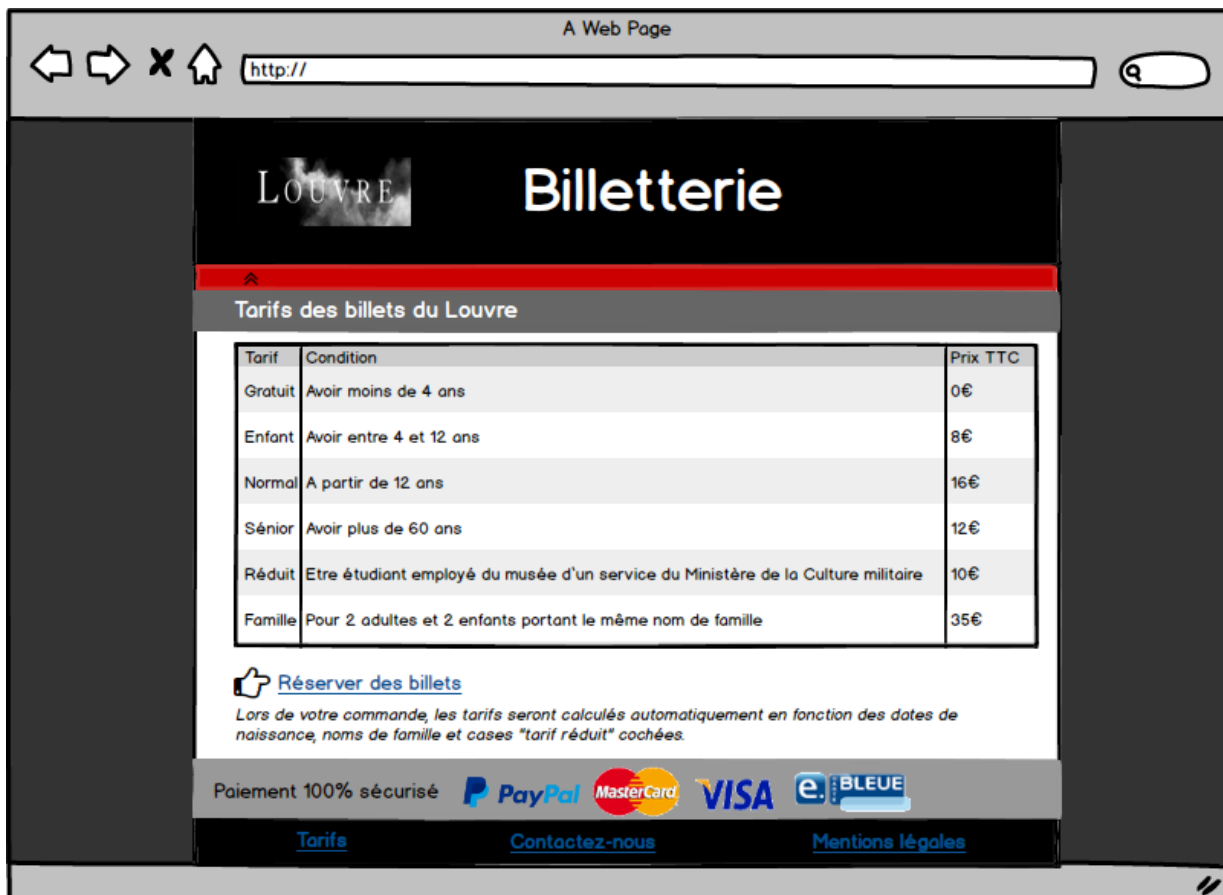 A Web Page
http://
LOUVRE Billetterie
Tarifs des billets du Louvre
Tarif Condition Prix TTC
Gratuit Avoir moins de 4 ans 0€
Enfant Avoir entre 4 et 12 ans 8€
Normal A partir de 12 ans 16€
Sénior Avoir plus de 60 ans 12€
Réduit Etre étudiant employé du musée d'un service du Ministère de la Culture militaire 10€
Famille Pour 2 adultes et 2 enfants portant le même nom de famille 35€
Réserver des billets
Lors de votre commande, les tarifs seront calculés automatiquement en fonction des dates de
naissance, noms de famille et cases "tarif réduit" cochées.
Paiement 100% sécurisé PayPal MasterCard VISA e. BLEUE
Tarifs Contactez-nous Mentions légales